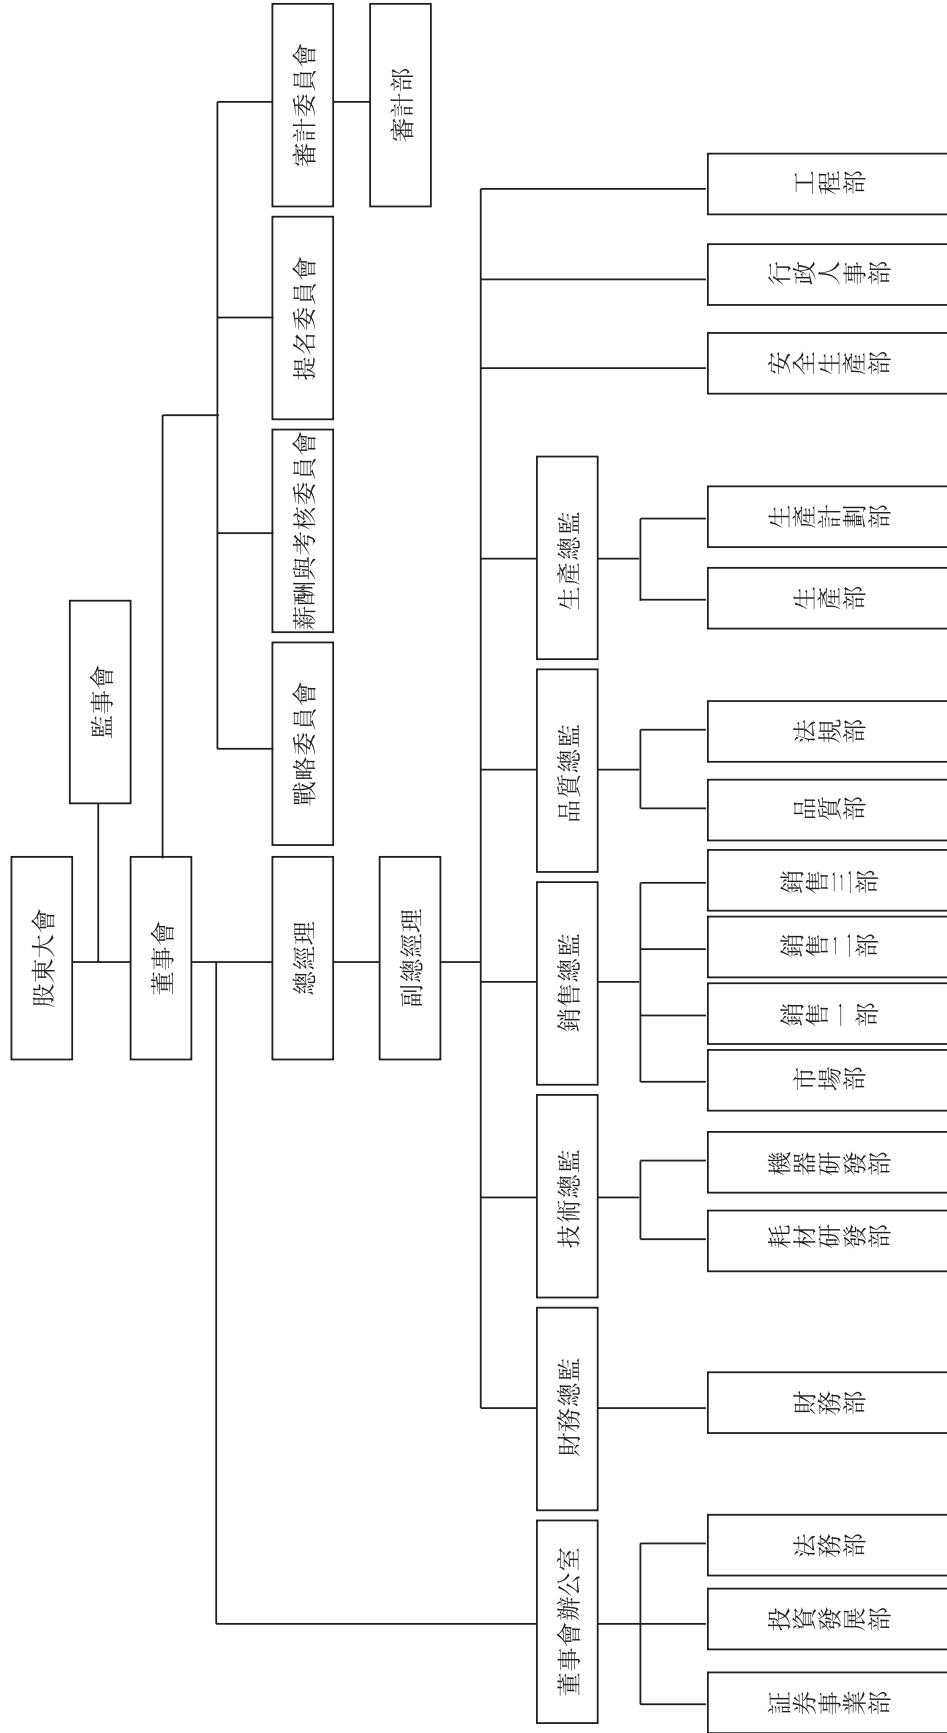 股東大會
監事會
董事會
審計委員會
審計部
提名委員會
薪酬與考核委員會
戰略委員會
總經理
副總經理
董事會辦公室
財務總監
技術總監
銷售總監
品質總監
生產總監
証券事業部
投資發展部
法務部
財務部
耗材研發部
機器研發部
市場部
銷售一部
銷售二部
銷售三部
品質部
法規部
生產部
生產計劃部
安全生產部
行政人事部
工程部